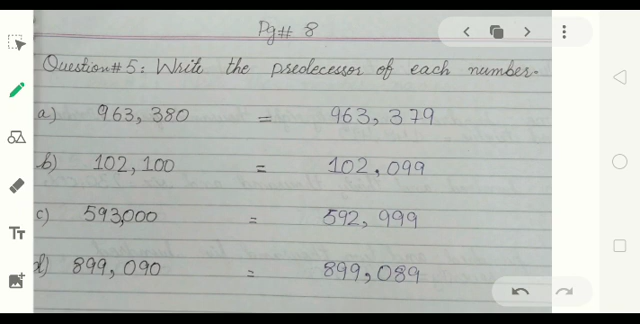 Pg# 8
Question#5: Write the predecessor of each number.
a) 963,380 = 963,379
b) 102,100 = 102,099
c) 593,000 = 592,999
d) 899,090 = 899,089